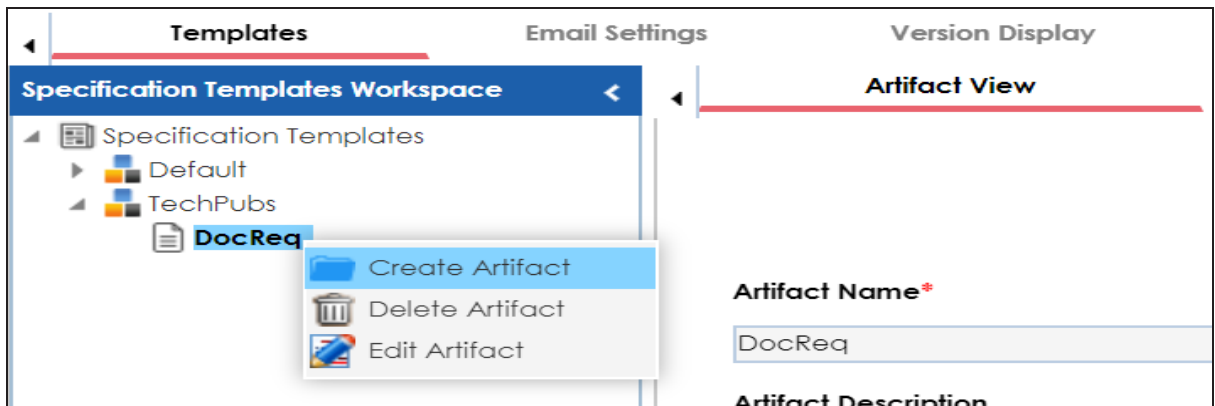 Templates Email Settings Version Display
Specification Templates Workspace
Artifact View
Specification Templates
Default
TechPubs
DocReq
Create Artifact
Delete Artifact
Edit Artifact
Artifact Name*
DocReq
Artifact Description